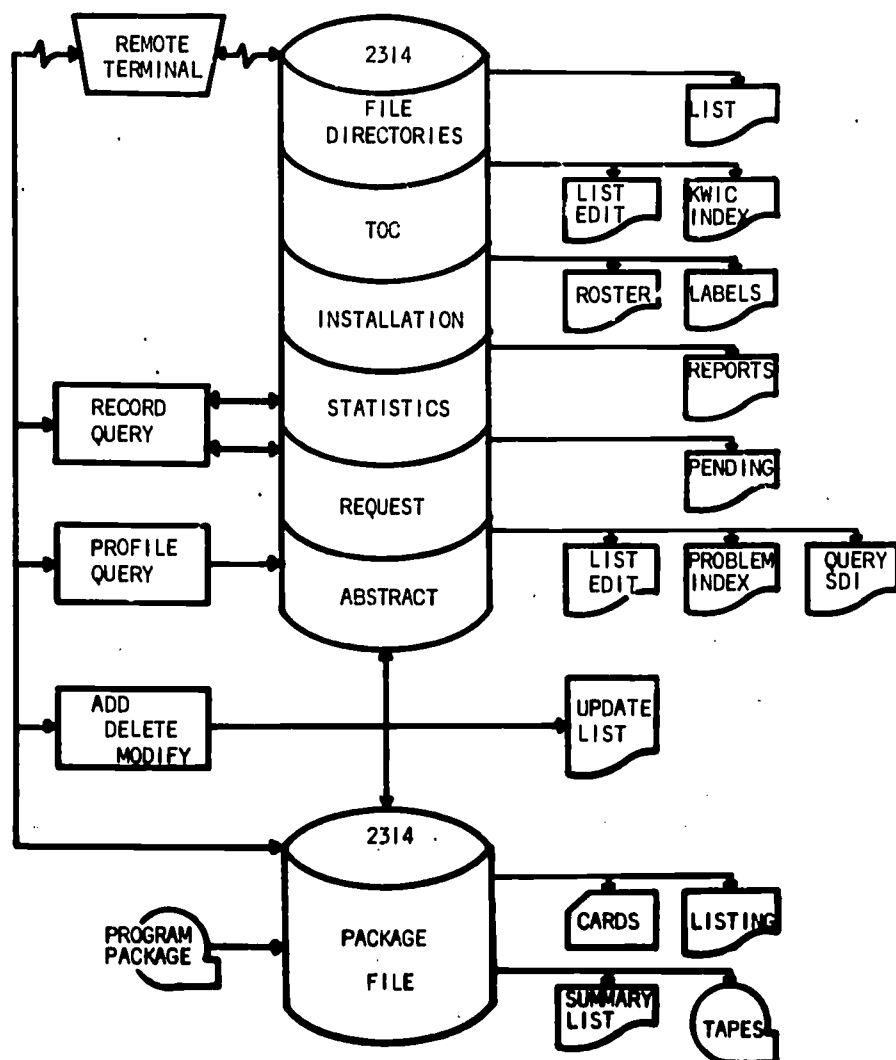 REMOTE
TERMINAL
2314
FILE
DIRECTORIES
LIST
TOC
LIST
EDIT
KWIC
INDEX
INSTALLATION
ROSTER
LABELS
STATISTICS
REPORTS
RECORD
QUERY
REQUEST
PENDING
PROFILE
QUERY
ABSTRACT
LIST
EDIT
PROBLEM
INDEX
QUERY
SDI
ADD
DELETE
MODIFY
UPDATE
LIST
2314
PACKAGE
FILE
PROGRAM
PACKAGE
CARDS
LISTING
SUMMARY
LIST
TAPES